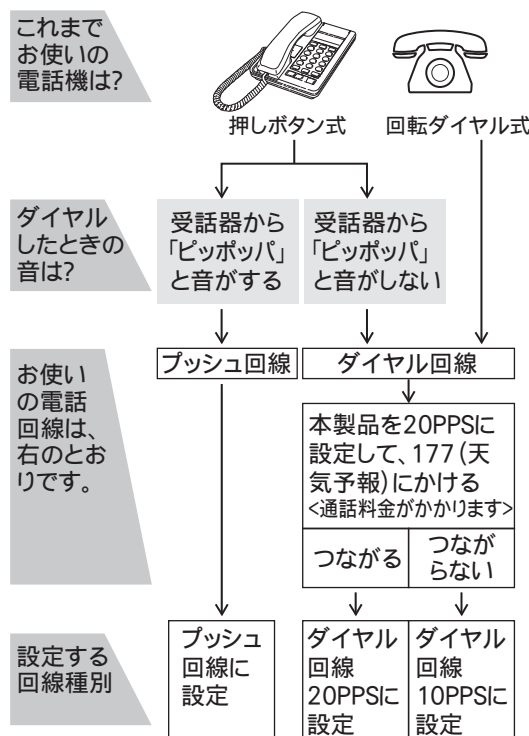 これまで
お使いの
電話機は?
押しボタン式
回転ダイヤル式
ダイヤル
したときの
音は?
受話器から
「ピッポッパ」
と音がする
受話器から
「ピッポッパ」
と音がしない
お使い
の電話
回線は、
右のとお
りです。
プッシュ回線
ダイヤル回線
本製品を20PPSに
設定して、177(天
気予報)にかける
<通話料金がかかります>
つながる
つなが
らない
設定する
回線種別
プッシュ
回線に
設定
ダイヤル
回線
20PPSに
設定
ダイヤル
回線
10PPSに
設定